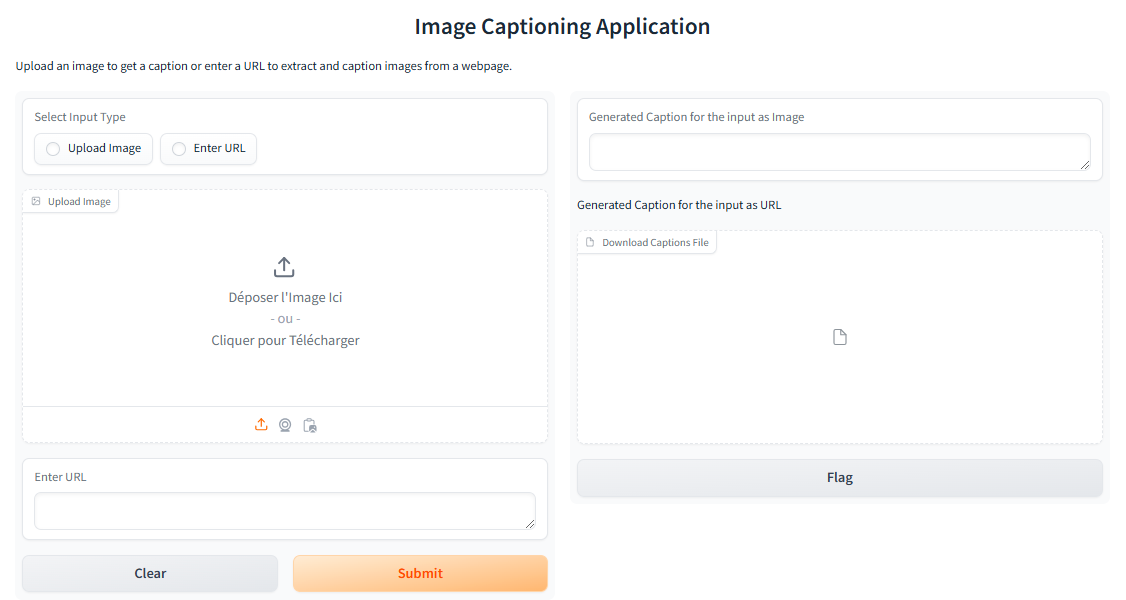 Image Captioning Application
Upload an image to get a caption or enter a URL to extract and caption images from a webpage.
Select Input Type
Upload Image
Enter URL
Upload Image
Déposer l'Image Ici
- ou -
Cliquer pour Télécharger
Enter URL
Clear
Submit
Generated Caption for the input as Image
Generated Caption for the input as URL
Download Captions File
Flag